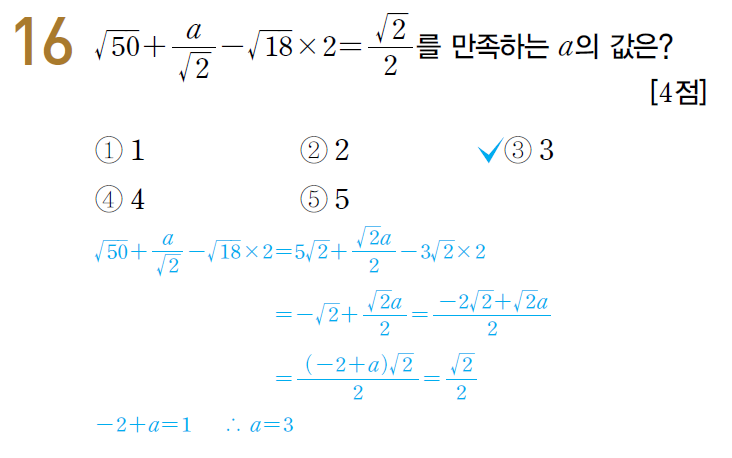 16 √50+a/√2-√18×2=√2/2를 만족하는 a의 값은?
[4점]
① 1 ② 2 ✓③ 3
④ 4 ⑤ 5
√50+a/√2-√18×2=5√2+√2a/2-3√2×2
=-√2+√2a/2=(-2√2+√2a)/2
=(-2+a)√2/2=√2/2
-2+a=1 ∴ a=3